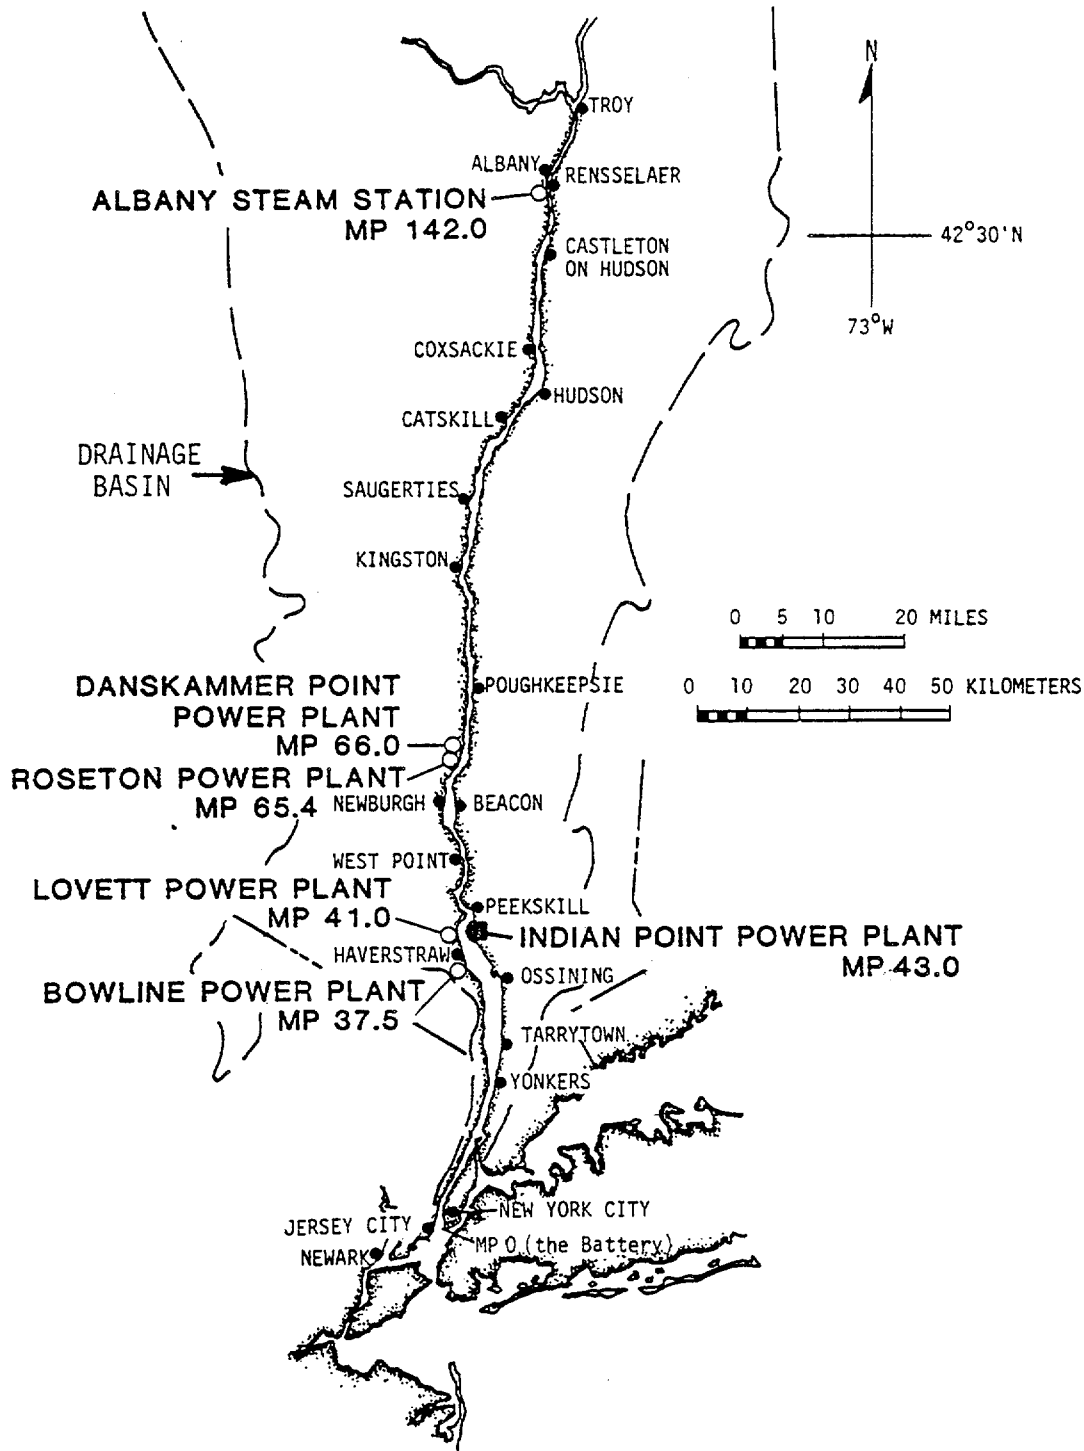 N
TROY
ALBANY
RENSSELAER
ALBANY STEAM STATION
MP 142.0
42°30'N
CASTLETON
ON HUDSON
73°W
COXSACKIE
HUDSON
CATSKILL
DRAINAGE
BASIN
SAUGERTIES
KINGSTON
0 5 10 20 MILES
DANSKAMMER POINT
POWER PLANT
MP 66.0
POUGHKEEPSIE
0 10 20 30 40 50 KILOMETERS
ROSETON POWER PLANT
MP 65.4
NEWBURGH
BEACON
WEST POINT
LOVETT POWER PLANT
MP 41.0
PEEKSKILL
INDIAN POINT POWER PLANT
MP 43.0
HAVERSTRAW
OSSINING
BOWLINE POWER PLANT
MP 37.5
TARRYTOWN
YONKERS
NEW YORK CITY
JERSEY CITY
MP 0 (the Battery)
NEWARK